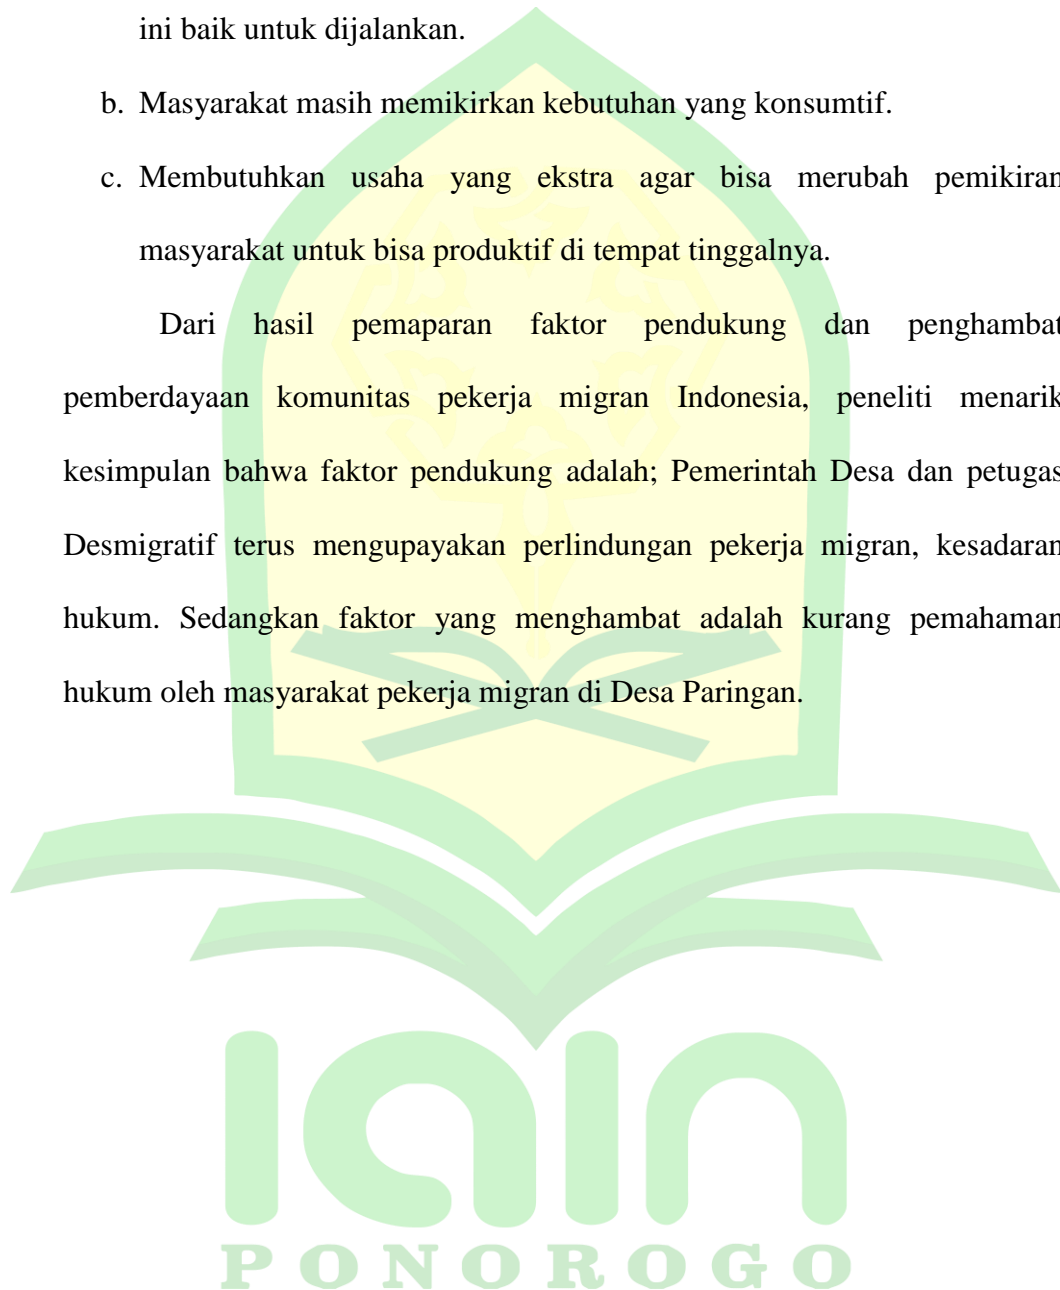 ini baik untuk dijalankan.
b. Masyarakat masih memikirkan kebutuhan yang konsumtif.
c. Membutuhkan usaha yang ekstra agar bisa merubah pemikiran
masyarakat untuk bisa produktif di tempat tinggalnya.
Dari hasil pemaparan faktor pendukung dan penghambat
pemberdayaan komunitas pekerja migran Indonesia, peneliti menarik
kesimpulan bahwa faktor pendukung adalah; Pemerintah Desa dan petugas
Desmigratif terus mengupayakan perlindungan pekerja migran, kesadaran
hukum. Sedangkan faktor yang menghambat adalah kurang pemahaman
hukum oleh masyarakat pekerja migran di Desa Paringan.
iain
PONOROGO